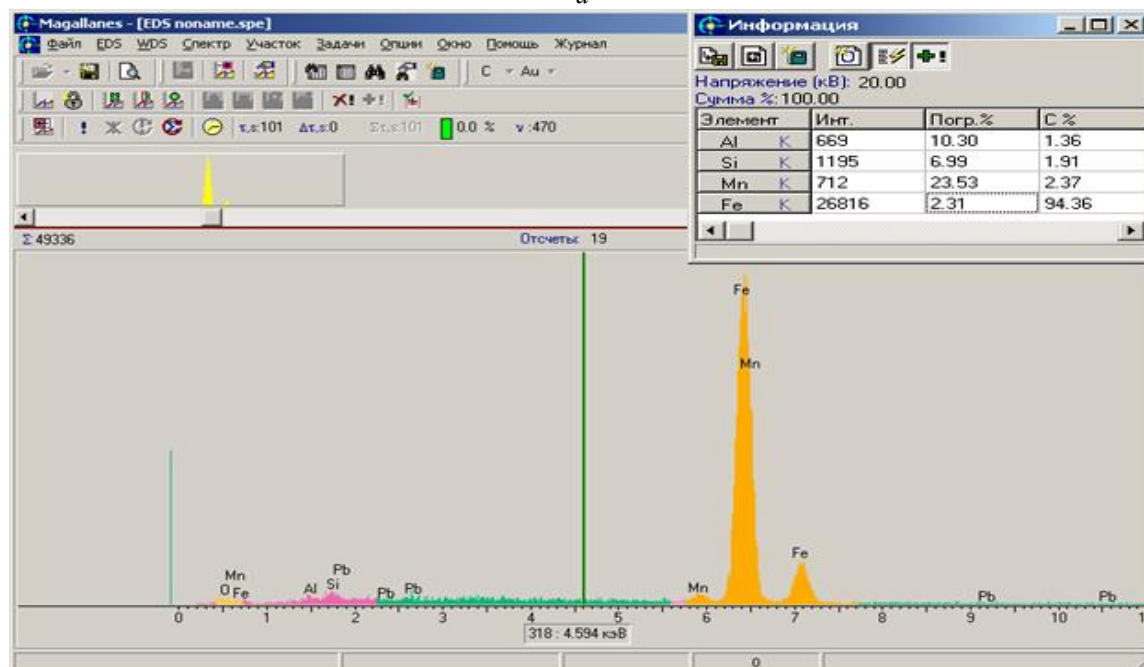 a
Magallanes - [EDS noname.spe]
Файл EDS WDS Спектр Участок Задачи Опции Окно Помощь Журнал
C Au
τ,s:101 Δτ,s:0 Στ,s:101 0.0 % ν:470
Информация
Напряжение (кВ): 20.00
Сумма %:100.00
Элемент Инт. Погр.% C %
Al K 669 10.30 1.36
Si K 1195 6.99 1.91
Mn K 712 23.53 2.37
Fe K 26816 2.31 94.36
Σ 49336 Отсчеты: 19
Fe
Mn
Fe
Mn Pb
O Fe Al Si Pb Pb Mn Pb Pb
0 1 2 3 4 5 6 7 8 9 10 1
318 : 4.594 кэВ
0